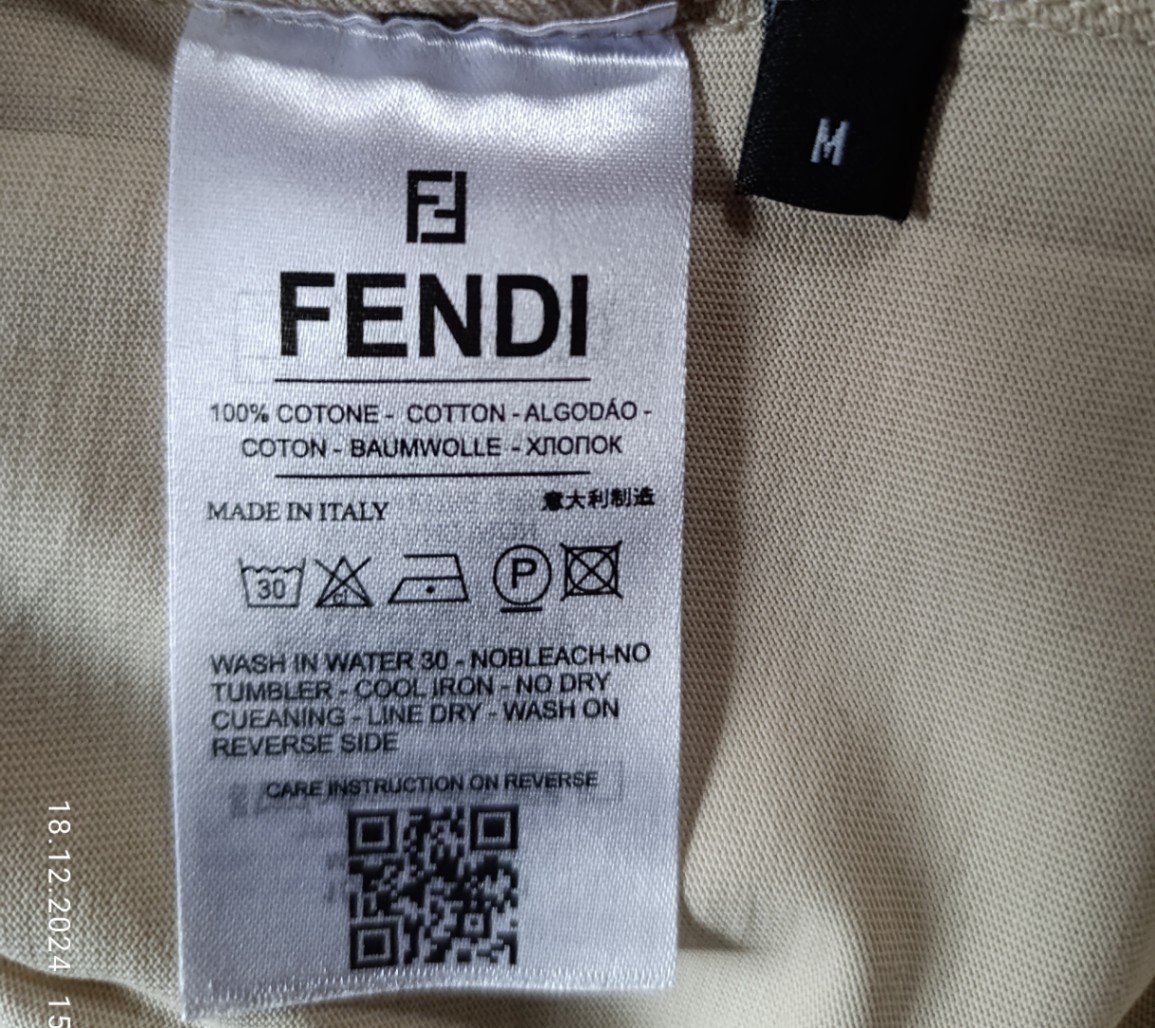 M
FENDI
100% COTONE - COTTON - ALGODÁO -
COTON - BAUMWOLLE - ХЛОПОК
MADE IN ITALY
意大利制造
30
CL
P
WASH IN WATER 30 - NOBLEACH-NO
TUMBLER - COOL IRON - NO DRY
CUEANING - LINE DRY - WASH ON
REVERSE SIDE
CARE INSTRUCTION ON REVERSE
18.12.2024 15